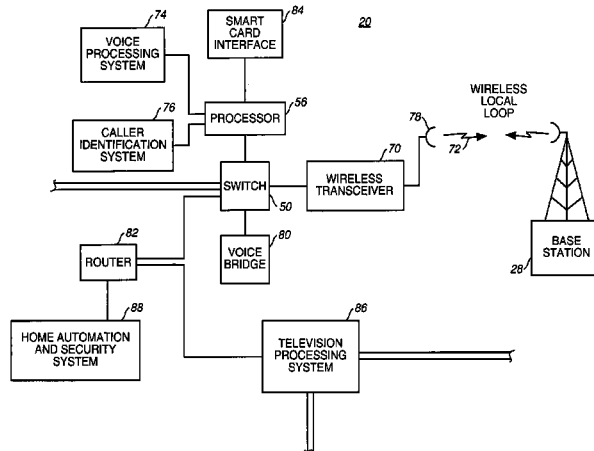 74
VOICE
PROCESSING
SYSTEM
SMART
CARD
INTERFACE
84
20
76
CALLER
IDENTIFICATION
SYSTEM
PROCESSOR
56
WIRELESS
LOCAL
LOOP
78
72
SWITCH
50
70
WIRELESS
TRANSCEIVER
82
ROUTER
80
VOICE
BRIDGE
BASE
STATION
28
88
HOME AUTOMATION
AND SECURITY
SYSTEM
86
TELEVISION
PROCESSING
SYSTEM